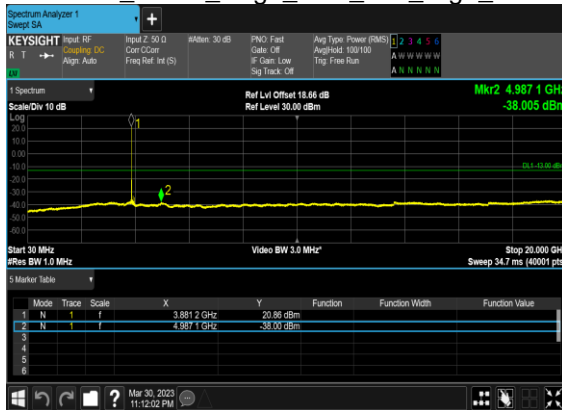 Spectrum Analyzer 1
Swept SA
+
KEYSIGHT Input: RF Input Z: 50 Ω #Atten: 30 dB PNO: Fast Avg Type: Power (RMS) 1 2 3 4 5 6
R T Coupling: DC Corr CCorr Gate: Off Avg|Hold: 100/100 A W W W W W
Align: Auto Freq Ref: Int (S) IF Gain: Low Trig: Free Run
Sig Track: Off A N N N N N
1 Spectrum Ref Lvl Offset 18.66 dB Mkr2 4.987 1 GHz
Scale/Div 10 dB Ref Level 30.00 dBm -38.005 dBm
Log
20.0
10.0
0.00
-10.0
-20.0
-30.0
-40.0
-50.0
-60.0
1
2
DL1 -13.00 dBm
Start 30 MHz Video BW 3.0 MHz* Stop 20.000 GHz
#Res BW 1.0 MHz Sweep 34.7 ms (40001 pts)
5 Marker Table
Mode Trace Scale X Y Function Function Width Function Value
1 N 1 f 3.881 2 GHz 20.86 dBm
2 N 1 f 4.987 1 GHz -38.00 dBm
3
4
5
6
? Mar 30, 2023
11:12:02 PM